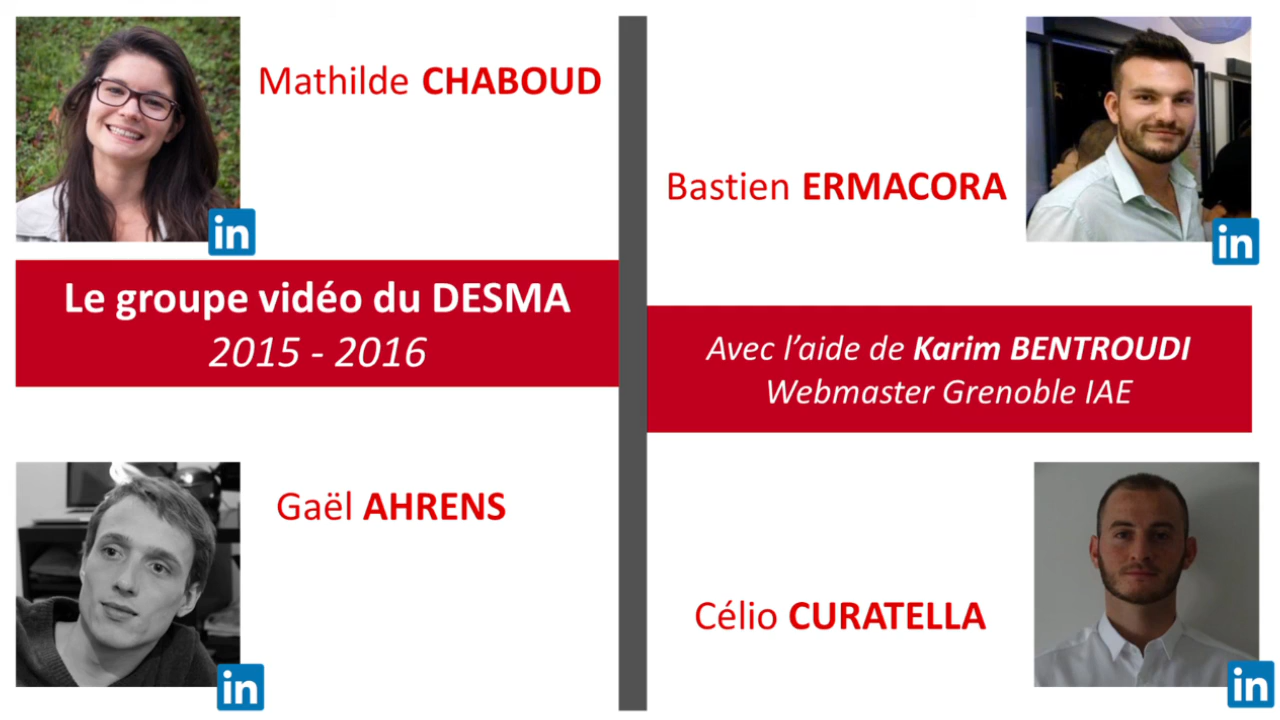 Mathilde CHABOUD
in
Le groupe vidéo du DESMA
2015 - 2016
Gaël AHRENS
in
Bastien ERMACORA
in
Avec l’aide de Karim BENTROUDI
Webmaster Grenoble IAE
Célio CURATELLA
in